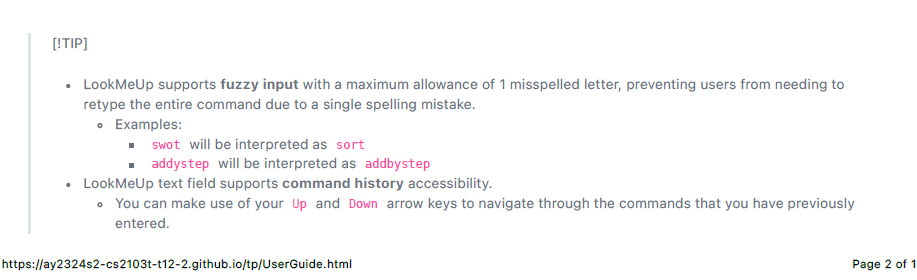 [!TIP]
LookMeUp supports fuzzy input with a maximum allowance of 1 misspelled letter, preventing users from needing to
retype the entire command due to a single spelling mistake.
Examples:
swot will be interpreted as sort
addystep will be interpreted as addbystep
LookMeUp text field supports command history accessibility.
You can make use of your Up and Down arrow keys to navigate through the commands that you have previously
entered.
https://ay2324s2-cs2103t-t12-2.github.io/tp/UserGuide.html Page 2 of 1